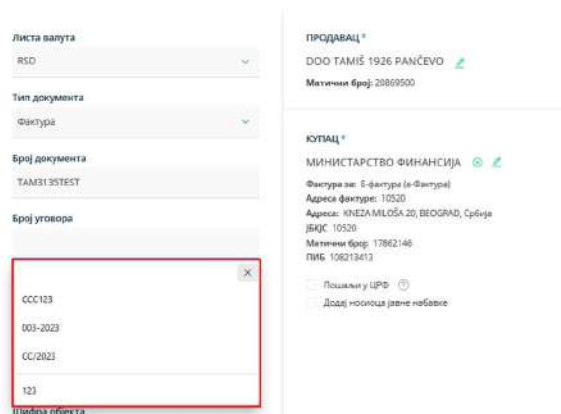 Листа валута
RSD
Тип документа
Фактура
Број документа
TAM3135TEST
Број уговора
CCC123
003-2023
CC/2023
123
Шифра објекта
ПРОДАВАЦ *
DOO TAMIŠ 1926 PANČEVO
Матични број: 20869500
КУПАЦ *
МИНИСТАРСТВО ФИНАНСИЈА
Фактура за: Е-фактура (е-Фактура)
Адреса фактуре: 10520
Адреса: KNEZA MILOŠA 20, BEOGRAD, Србија
ЈБКЈС 10520
Матични број: 17862146
ПИБ 108213413
Пошаљи у ЦРФ
Додај носиоца јавне набавке